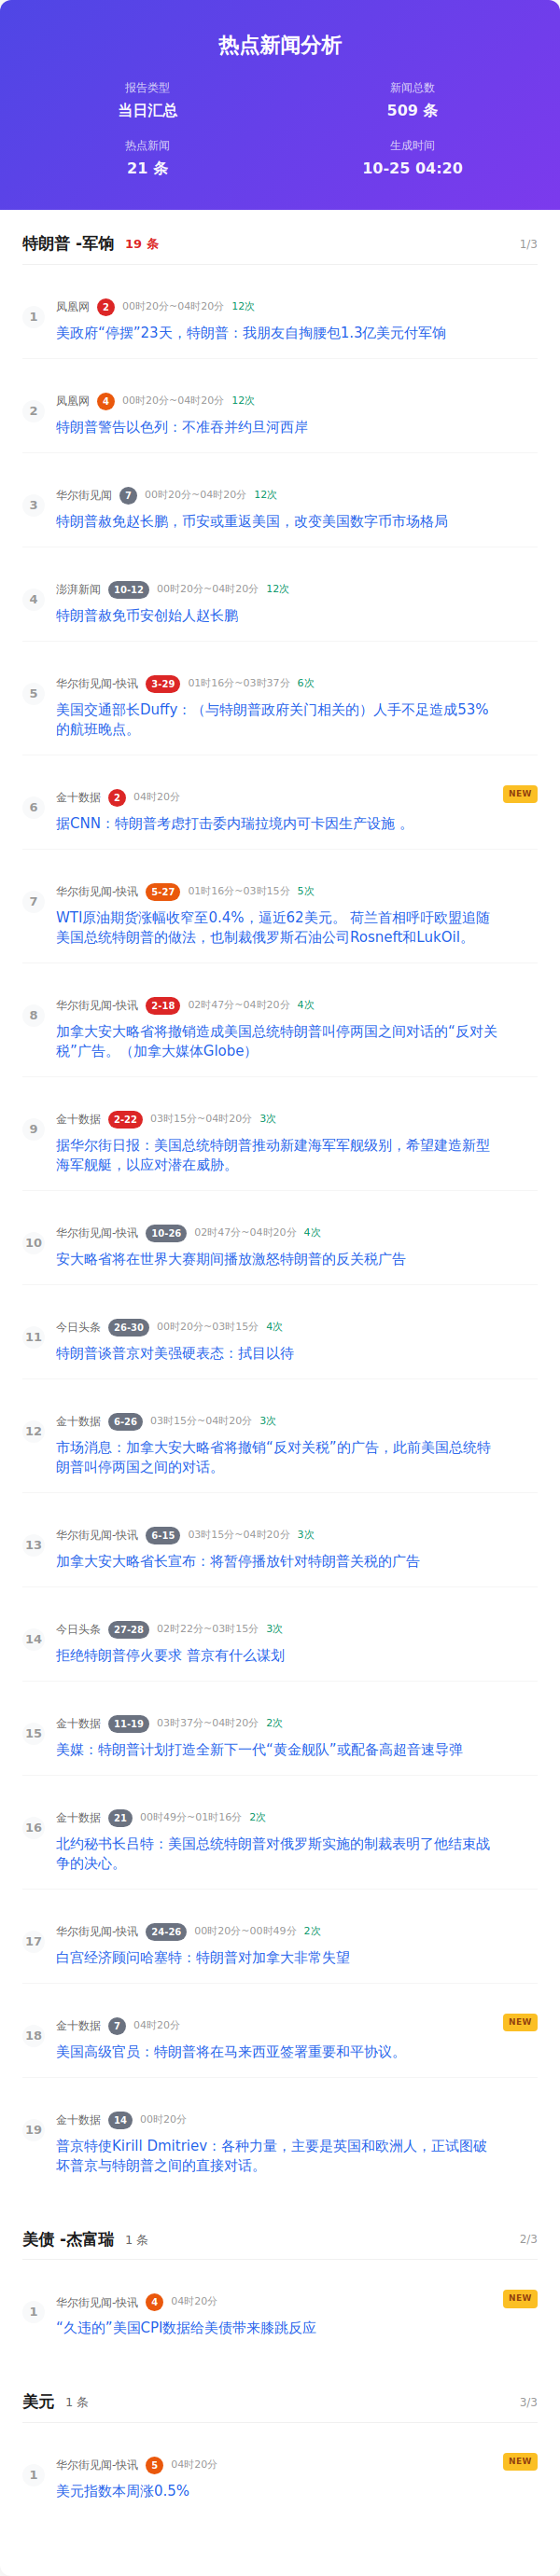 热点新闻分析
报告类型
新闻总数
当日汇总
509 条
热点新闻
生成时间
21 条
10-25 04:20
特朗普 -军饷 19 条 1/3
1
凤凰网 2 00时20分~04时20分 12次
美政府“停摆”23天，特朗普：我朋友自掏腰包1.3亿美元付军饷
2
凤凰网 4 00时20分~04时20分 12次
特朗普警告以色列：不准吞并约旦河西岸
3
华尔街见闻 7 00时20分~04时20分 12次
特朗普赦免赵长鹏，币安或重返美国，改变美国数字币市场格局
4
澎湃新闻 10-12 00时20分~04时20分 12次
特朗普赦免币安创始人赵长鹏
5
华尔街见闻-快讯 3-29 01时16分~03时37分 6次
美国交通部长Duffy：（与特朗普政府关门相关的）人手不足造成53%
的航班晚点。
6
金十数据 2 04时20分 NEW
据CNN：特朗普考虑打击委内瑞拉境内可卡因生产设施 。
7
华尔街见闻-快讯 5-27 01时16分~03时15分 5次
WTI原油期货涨幅收窄至0.4%，逼近62美元。 荷兰首相呼吁欧盟追随
美国总统特朗普的做法，也制裁俄罗斯石油公司Rosneft和LukOil。
8
华尔街见闻-快讯 2-18 02时47分~04时20分 4次
加拿大安大略省将撤销造成美国总统特朗普叫停两国之间对话的“反对关
税”广告。（加拿大媒体Globe）
9
金十数据 2-22 03时15分~04时20分 3次
据华尔街日报：美国总统特朗普推动新建海军军舰级别，希望建造新型
海军舰艇，以应对潜在威胁。
10
华尔街见闻-快讯 10-26 02时47分~04时20分 4次
安大略省将在世界大赛期间播放激怒特朗普的反关税广告
11
今日头条 26-30 00时20分~03时15分 4次
特朗普谈普京对美强硬表态：拭目以待
12
金十数据 6-26 03时15分~04时20分 3次
市场消息：加拿大安大略省将撤销“反对关税”的广告，此前美国总统特
朗普叫停两国之间的对话。
13
华尔街见闻-快讯 6-15 03时15分~04时20分 3次
加拿大安大略省长宣布：将暂停播放针对特朗普关税的广告
14
今日头条 27-28 02时22分~03时15分 3次
拒绝特朗普停火要求 普京有什么谋划
15
金十数据 11-19 03时37分~04时20分 2次
美媒：特朗普计划打造全新下一代“黄金舰队”或配备高超音速导弹
16
金十数据 21 00时49分~01时16分 2次
北约秘书长吕特：美国总统特朗普对俄罗斯实施的制裁表明了他结束战
争的决心。
17
华尔街见闻-快讯 24-26 00时20分~00时49分 2次
白宫经济顾问哈塞特：特朗普对加拿大非常失望
18
金十数据 7 04时20分 NEW
美国高级官员：特朗普将在马来西亚签署重要和平协议。
19
金十数据 14 00时20分
普京特使Kirill Dmitriev：各种力量，主要是英国和欧洲人，正试图破
坏普京与特朗普之间的直接对话。
美债 -杰富瑞 1 条 2/3
1
华尔街见闻-快讯 4 04时20分 NEW
“久违的”美国CPI数据给美债带来膝跳反应
美元 1 条 3/3
1
华尔街见闻-快讯 5 04时20分 NEW
美元指数本周涨0.5%